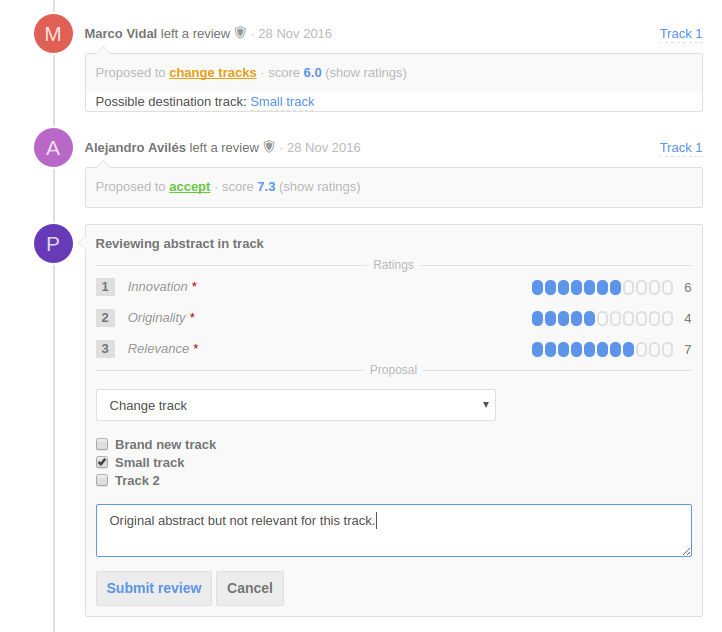 M
Marco Vidal left a review · 28 Nov 2016 Track 1
Proposed to change tracks · score 6.0 (show ratings)
Possible destination track: Small track
A
Alejandro Avilés left a review · 28 Nov 2016 Track 1
Proposed to accept · score 7.3 (show ratings)
P
Reviewing abstract in track
Ratings
1 Innovation * 6
2 Originality * 4
3 Relevance * 7
Proposal
Change track
Brand new track
Small track
Track 2
Original abstract but not relevant for this track.
Submit review Cancel